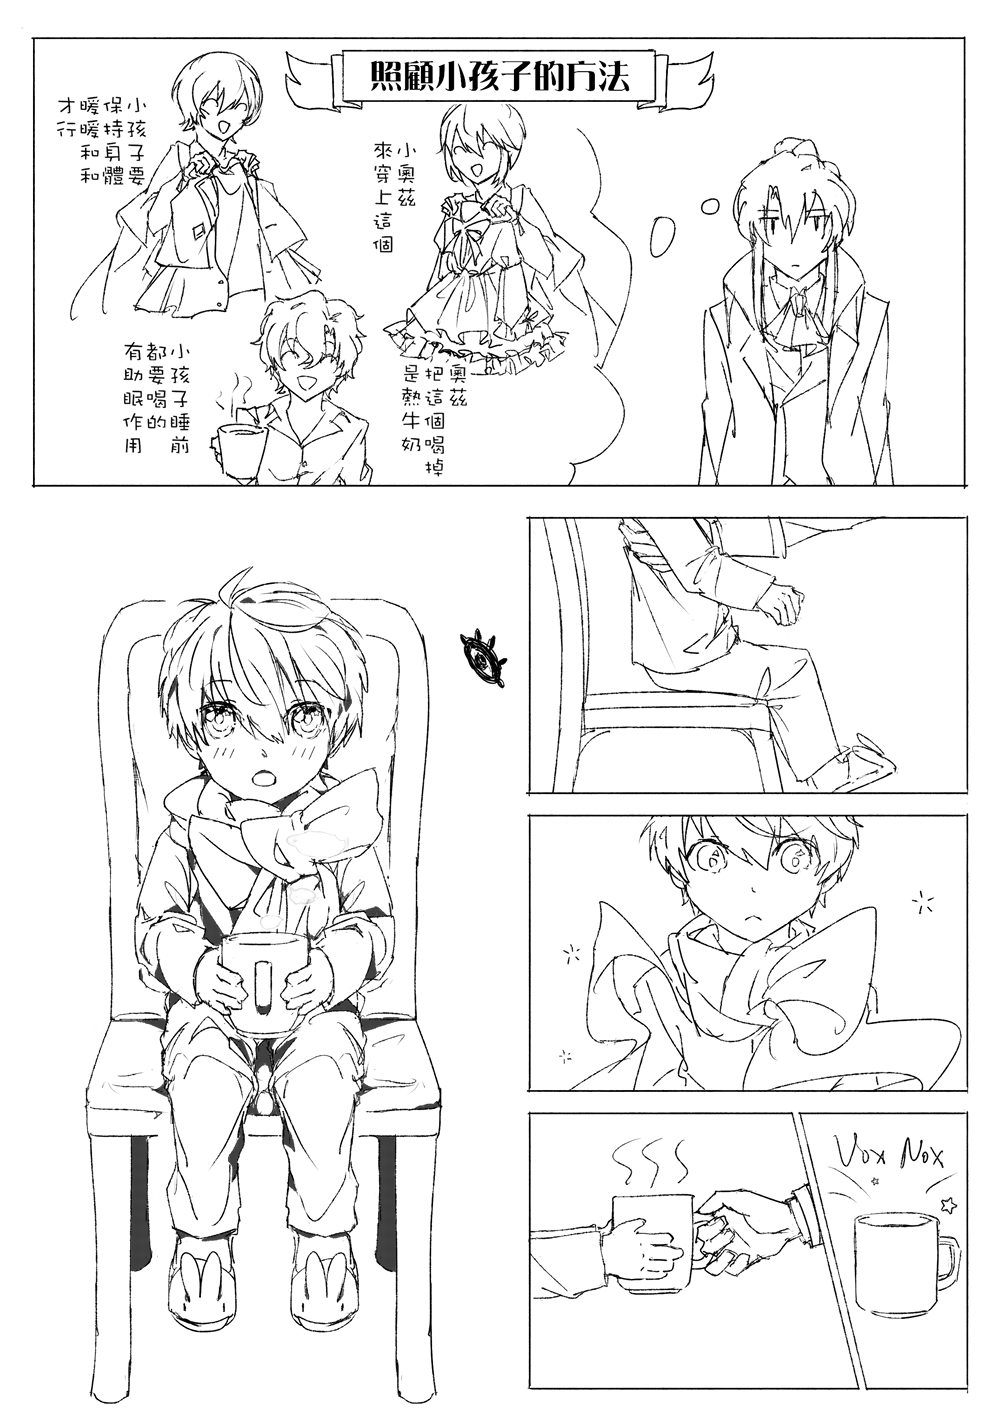 照顧小孩子的方法
小孩子要
保持身體
暖暖和和
才行
小奧茲
來穿上這個
奧茲
把這個喝掉
是熱牛奶
小孩子睡前
都要喝的
有助眠作用
Vox Nox